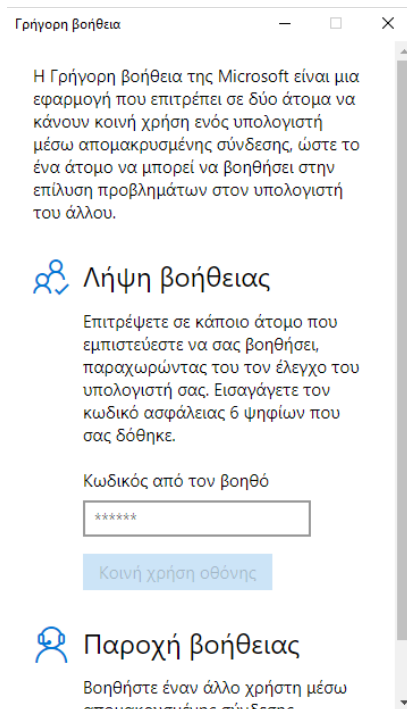 Γρήγορη βοήθεια
Η Γρήγορη βοήθεια της Microsoft είναι μια
εφαρμογή που επιτρέπει σε δύο άτομα να
κάνουν κοινή χρήση ενός υπολογιστή
μέσω απομακρυσμένης σύνδεσης, ώστε το
ένα άτομο να μπορεί να βοηθήσει στην
επίλυση προβλημάτων στον υπολογιστή
του άλλου.
Λήψη βοήθειας
Επιτρέψετε σε κάποιο άτομο που
εμπιστεύεστε να σας βοηθήσει,
παραχωρώντας του τον έλεγχο του
υπολογιστή σας. Εισαγάγετε τον
κωδικό ασφάλειας 6 ψηφίων που
σας δόθηκε.
Κωδικός από τον βοηθό
******
Κοινή χρήση οθόνης
Παροχή βοήθειας
Βοηθήστε έναν άλλο χρήστη μέσω
απομακρυσμένης σύνδεσης